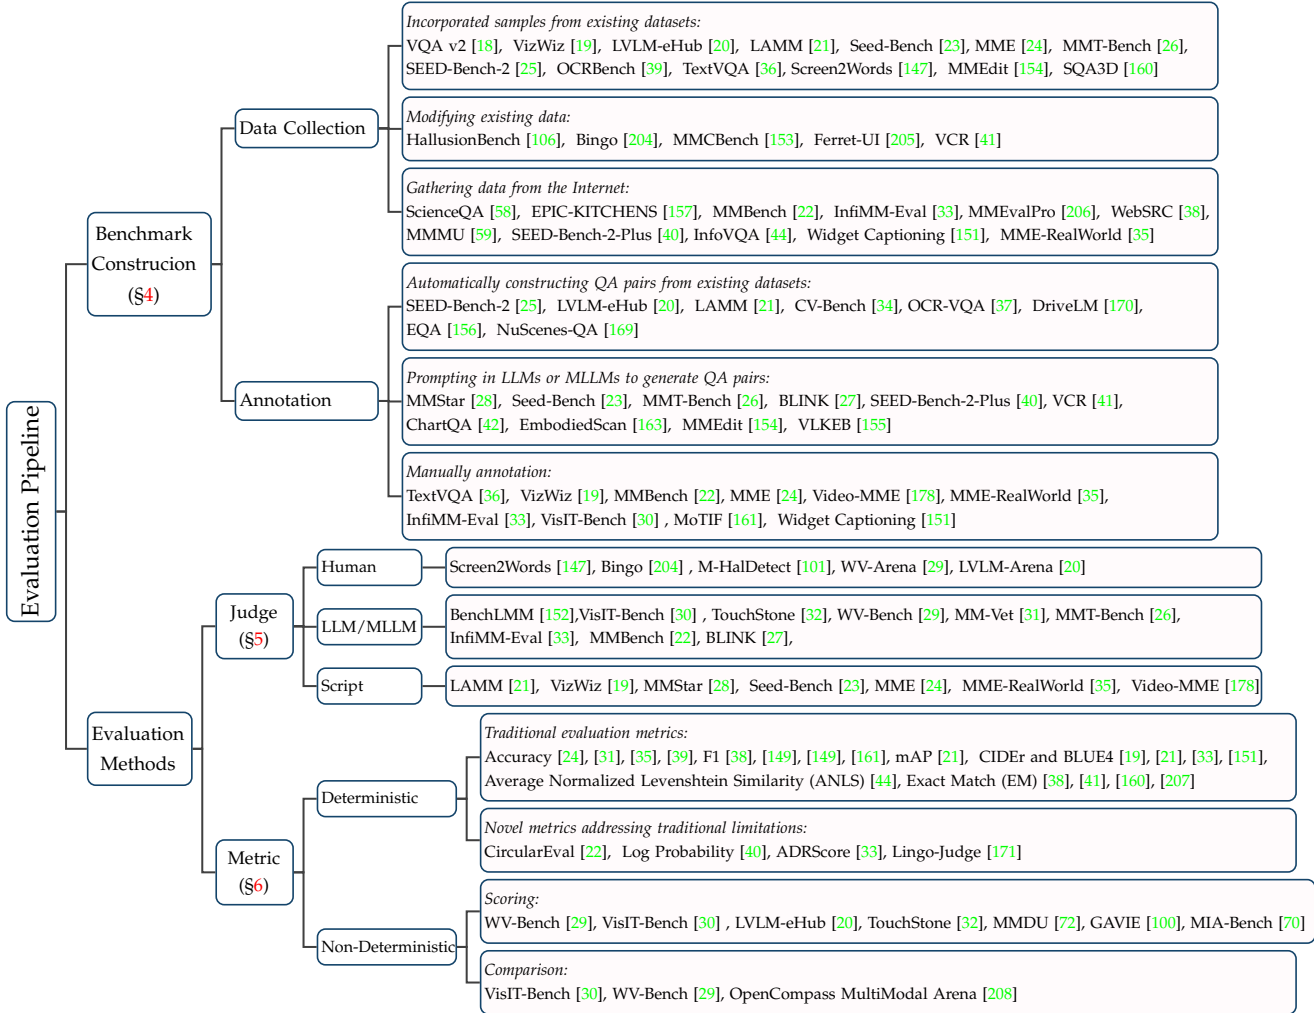 Incorporated samples from existing datasets:
VQA v2 [18], VizWiz [19], LVLM-eHub [20], LAMM [21], Seed-Bench [23], MME [24], MMT-Bench [26],
SEED-Bench-2 [25], OCRBench [39], TextVQA [36], Screen2Words [147], MMEdit [154], SQA3D [160]
Data Collection
Modifying existing data:
HallusionBench [106], Bingo [204], MMCBench [153], Ferret-UI [205], VCR [41]
Gathering data from the Internet:
ScienceQA [58], EPIC-KITCHENS [157], MMBench [22], InfiMM-Eval [33], MMEvalPro [206], WebSRC [38],
MMMU [59], SEED-Bench-2-Plus [40], InfoVQA [44], Widget Captioning [151], MME-RealWorld [35]
Benchmark
Construcion
(§4)
Automatically constructing QA pairs from existing datasets:
SEED-Bench-2 [25], LVLM-eHub [20], LAMM [21], CV-Bench [34], OCR-VQA [37], DriveLM [170],
EQA [156], NuScenes-QA [169]
Annotation
Prompting in LLMs or MLLMs to generate QA pairs:
MMStar [28], Seed-Bench [23], MMT-Bench [26], BLINK [27], SEED-Bench-2-Plus [40], VCR [41],
ChartQA [42], EmbodiedScan [163], MMEdit [154], VLKEB [155]
Manually annotation:
TextVQA [36], VizWiz [19], MMBench [22], MME [24], Video-MME [178], MME-RealWorld [35],
InfiMM-Eval [33], VisIT-Bench [30] , MoTIF [161], Widget Captioning [151]
Evaluation Pipeline
Human
Screen2Words [147], Bingo [204] , M-HalDetect [101], WV-Arena [29], LVLM-Arena [20]
Judge
(§5)
LLM/MLLM
BenchLMM [152],VisIT-Bench [30] , TouchStone [32], WV-Bench [29], MM-Vet [31], MMT-Bench [26],
InfiMM-Eval [33], MMBench [22], BLINK [27],
Script
LAMM [21], VizWiz [19], MMStar [28], Seed-Bench [23], MME [24], MME-RealWorld [35], Video-MME [178]
Evaluation
Methods
Traditional evaluation metrics:
Accuracy [24], [31], [35], [39], F1 [38], [149], [149], [161], mAP [21], CIDEr and BLUE4 [19], [21], [33], [151],
Average Normalized Levenshtein Similarity (ANLS) [44], Exact Match (EM) [38], [41], [160], [207]
Deterministic
Novel metrics addressing traditional limitations:
CircularEval [22], Log Probability [40], ADRScore [33], Lingo-Judge [171]
Metric
(§6)
Scoring:
WV-Bench [29], VisIT-Bench [30] , LVLM-eHub [20], TouchStone [32], MMDU [72], GAVIE [100], MIA-Bench [70]
Non-Deterministic
Comparison:
VisIT-Bench [30], WV-Bench [29], OpenCompass MultiModal Arena [208]